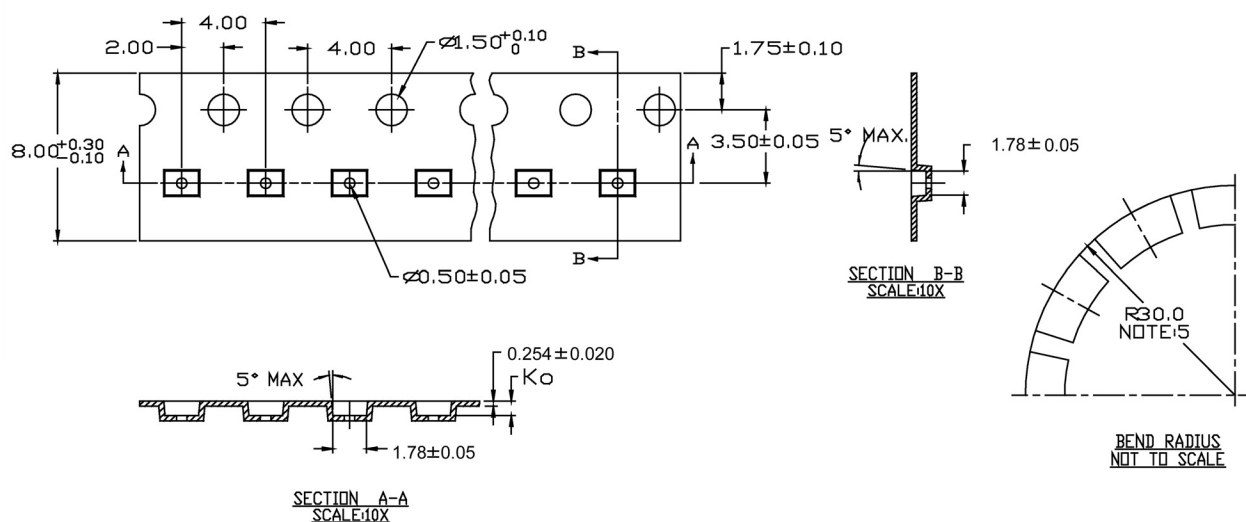 4.00
2.00
4.00
⌀1.50 +0.10 0
B
1.75±0.10
8.00 +0.30 -0.10
A
A
3.50±0.05
B
⌀0.50±0.05
5° MAX.
1.78±0.05
SECTION B-B
SCALE:10X
R30.0
NOTE:5
BEND RADIUS
NOT TO SCALE
0.254±0.020
5° MAX
Ko
1.78±0.05
SECTION A-A
SCALE:10X